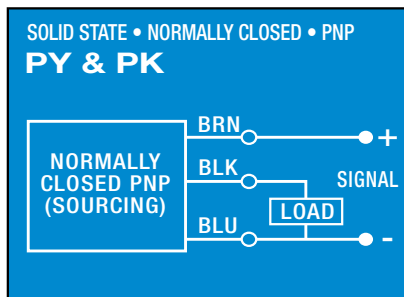 SOLID STATE • NORMALLY CLOSED • PNP
PY & PK
BRN
+
NORMALLY
CLOSED PNP
(SOURCING)
BLK
SIGNAL
LOAD
BLU
-